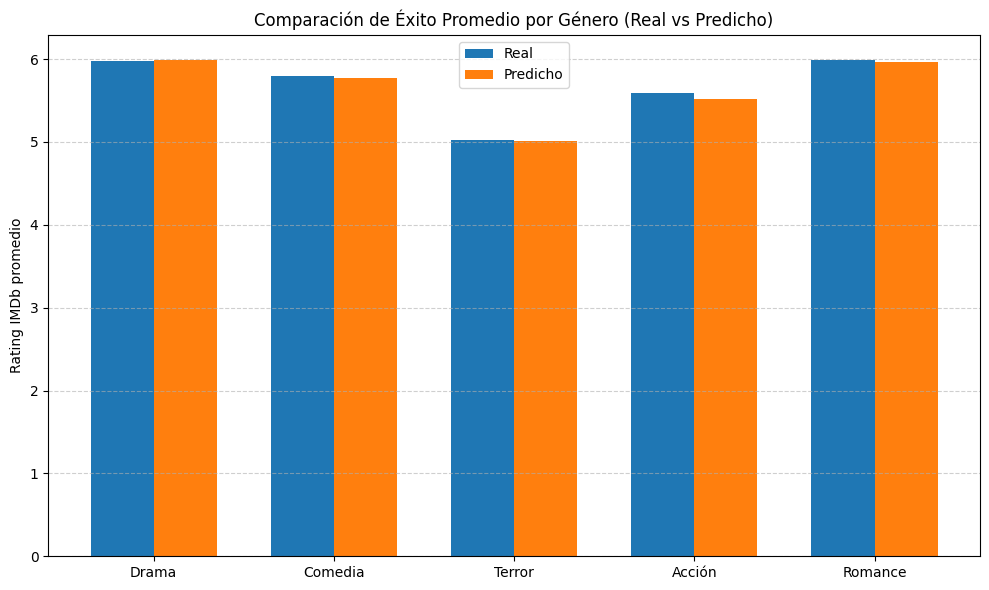 Comparación de Éxito Promedio por Género (Real vs Predicho)
Real
Predicho
Rating IMDb promedio
6
5
4
3
2
1
0
Drama Comedia Terror Acción Romance